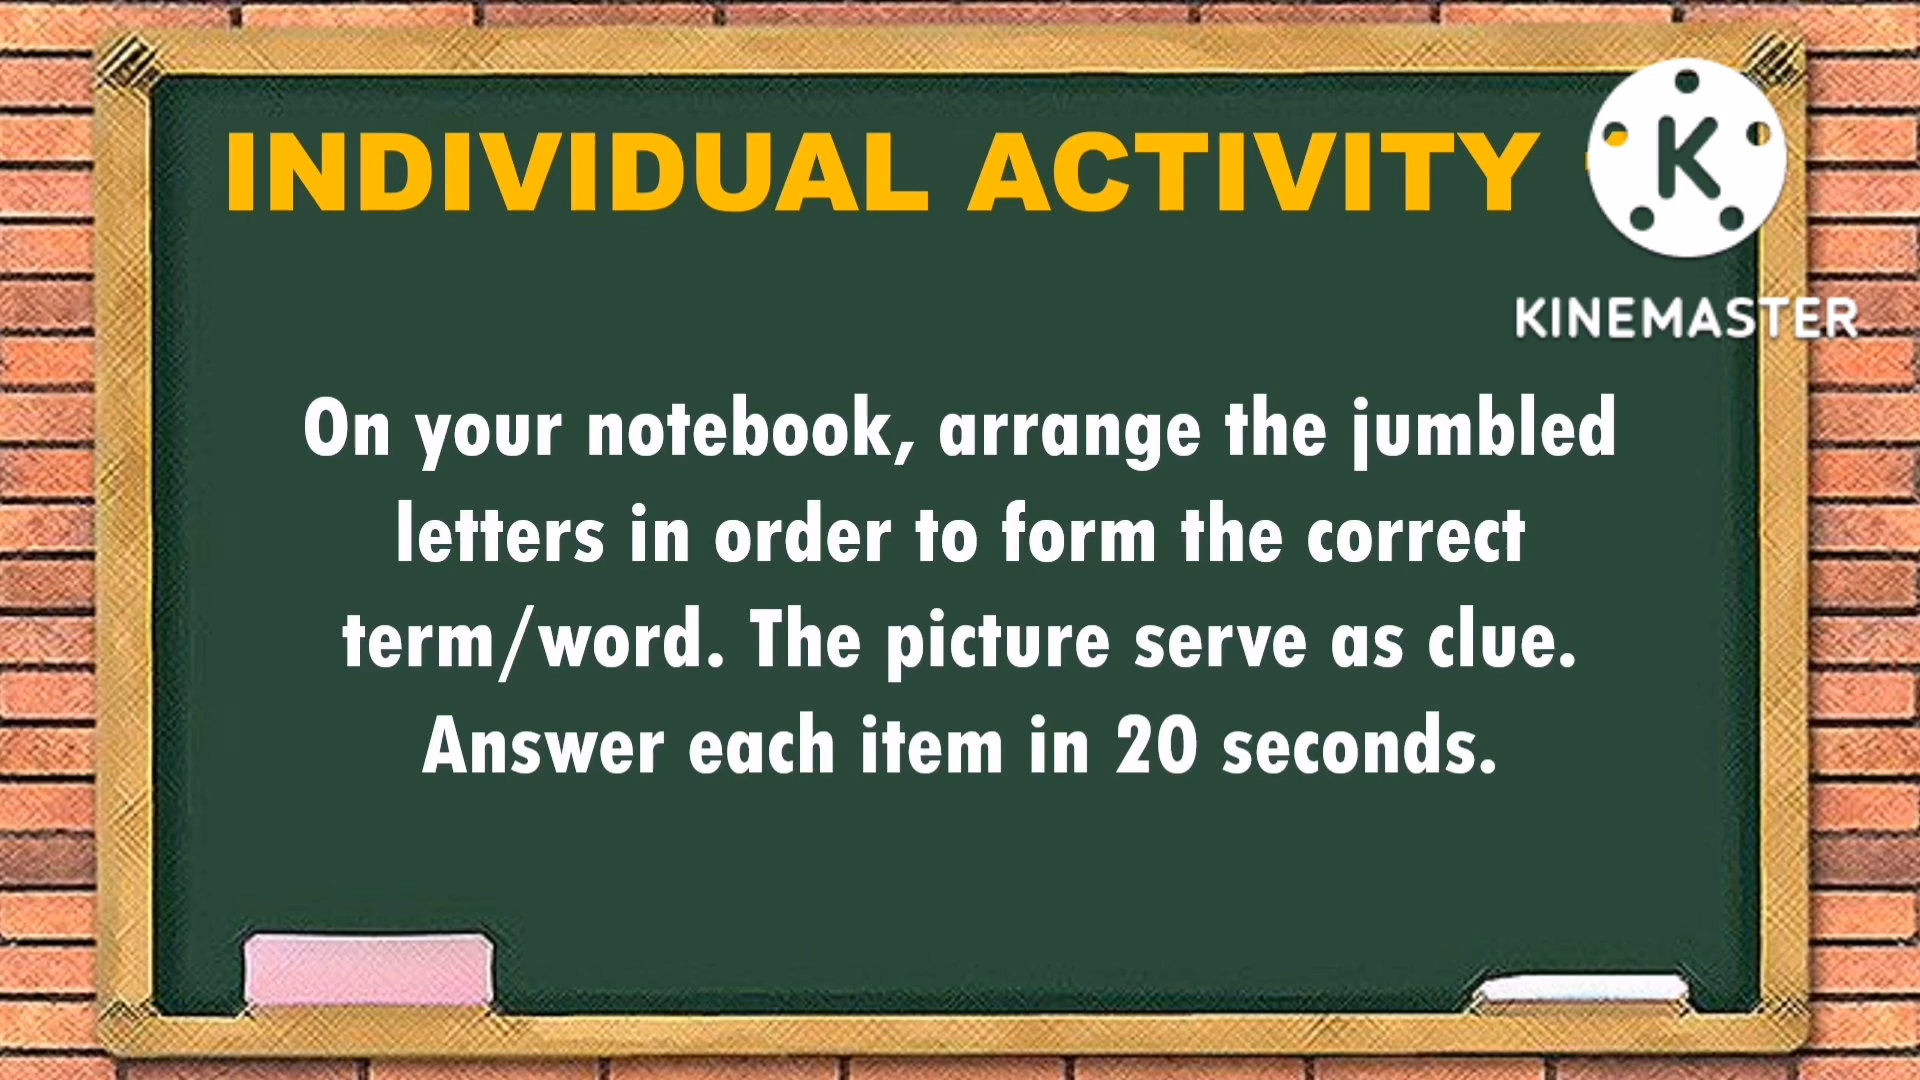 INDIVIDUAL ACTIVITY
K
KINEMASTER
On your notebook, arrange the jumbled
letters in order to form the correct
term/word. The picture serve as clue.
Answer each item in 20 seconds.